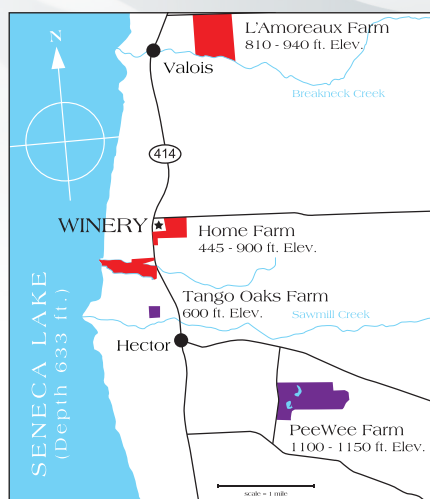 L'Amoreaux Farm
810 - 940 ft. Elev.
N
Valois
Breakneck Creek
414
WINERY
Home Farm
445 - 900 ft. Elev.
Tango Oaks Farm
600 ft. Elev.
Sawmill Creek
Hector
SENECA LAKE
(Depth 633 ft.)
PeeWee Farm
1100 - 1150 ft. Elev.
scale = 1 mile